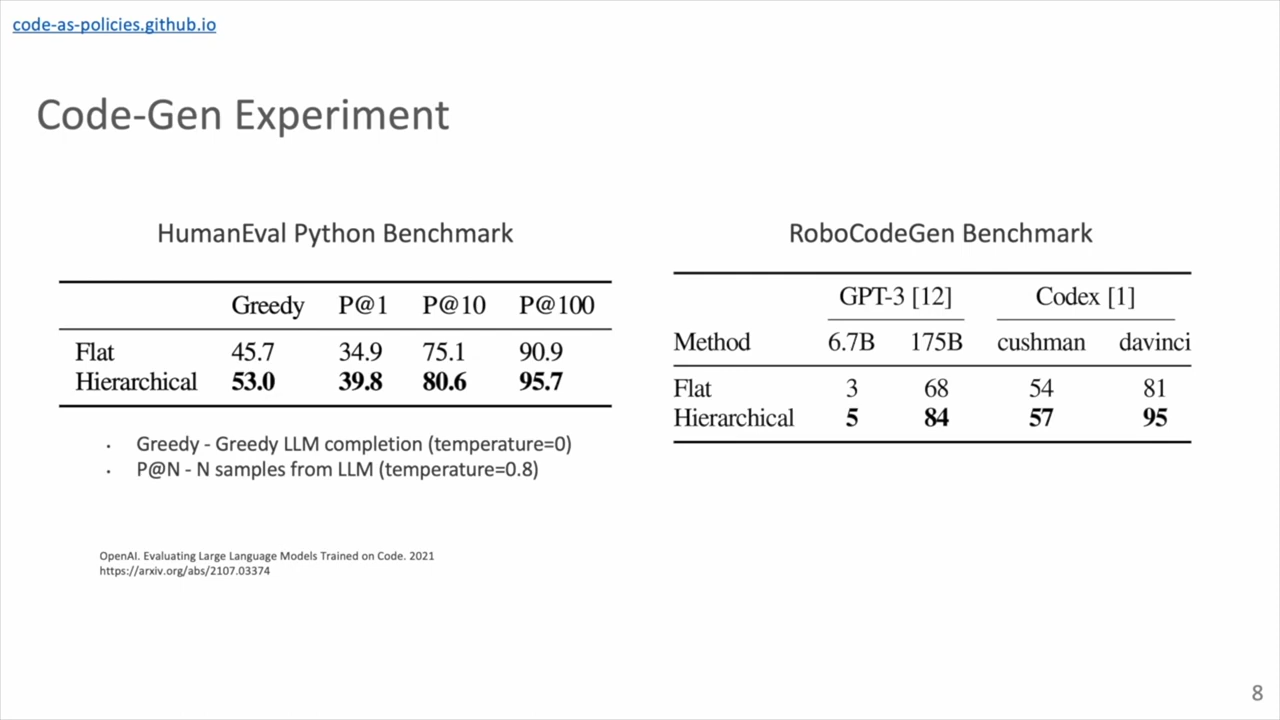 code-as-policies.github.io
Code-Gen Experiment
HumanEval Python Benchmark
Greedy P@1 P@10 P@100
Flat 45.7 34.9 75.1 90.9
Hierarchical 53.0 39.8 80.6 95.7
· Greedy - Greedy LLM completion (temperature=0)
· P@N - N samples from LLM (temperature=0.8)
OpenAI. Evaluating Large Language Models Trained on Code. 2021
https://arxiv.org/abs/2107.03374
RoboCodeGen Benchmark
GPT-3 [12] Codex [1]
Method 6.7B 175B cushman davinci
Flat 3 68 54 81
Hierarchical 5 84 57 95
8